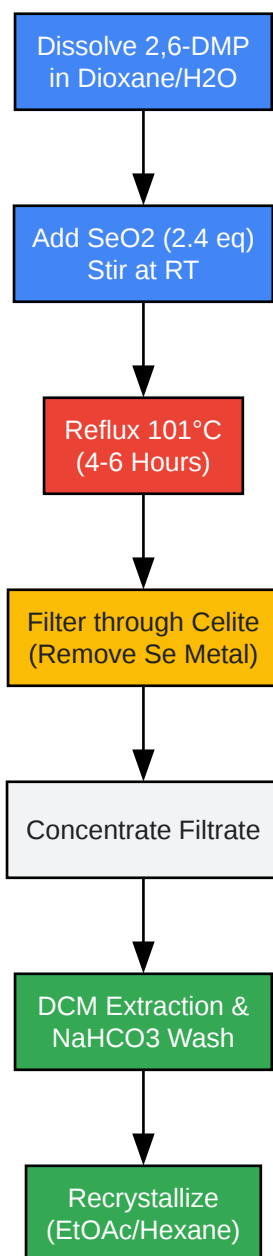 Dissolve 2,6-DMP
in Dioxane/H2O
Add SeO2 (2.4 eq)
Stir at RT
Reflux 101°C
(4-6 Hours)
Filter through Celite
(Remove Se Metal)
Concentrate Filtrate
DCM Extraction &
NaHCO3 Wash
Recrystallize
(EtOAc/Hexane)